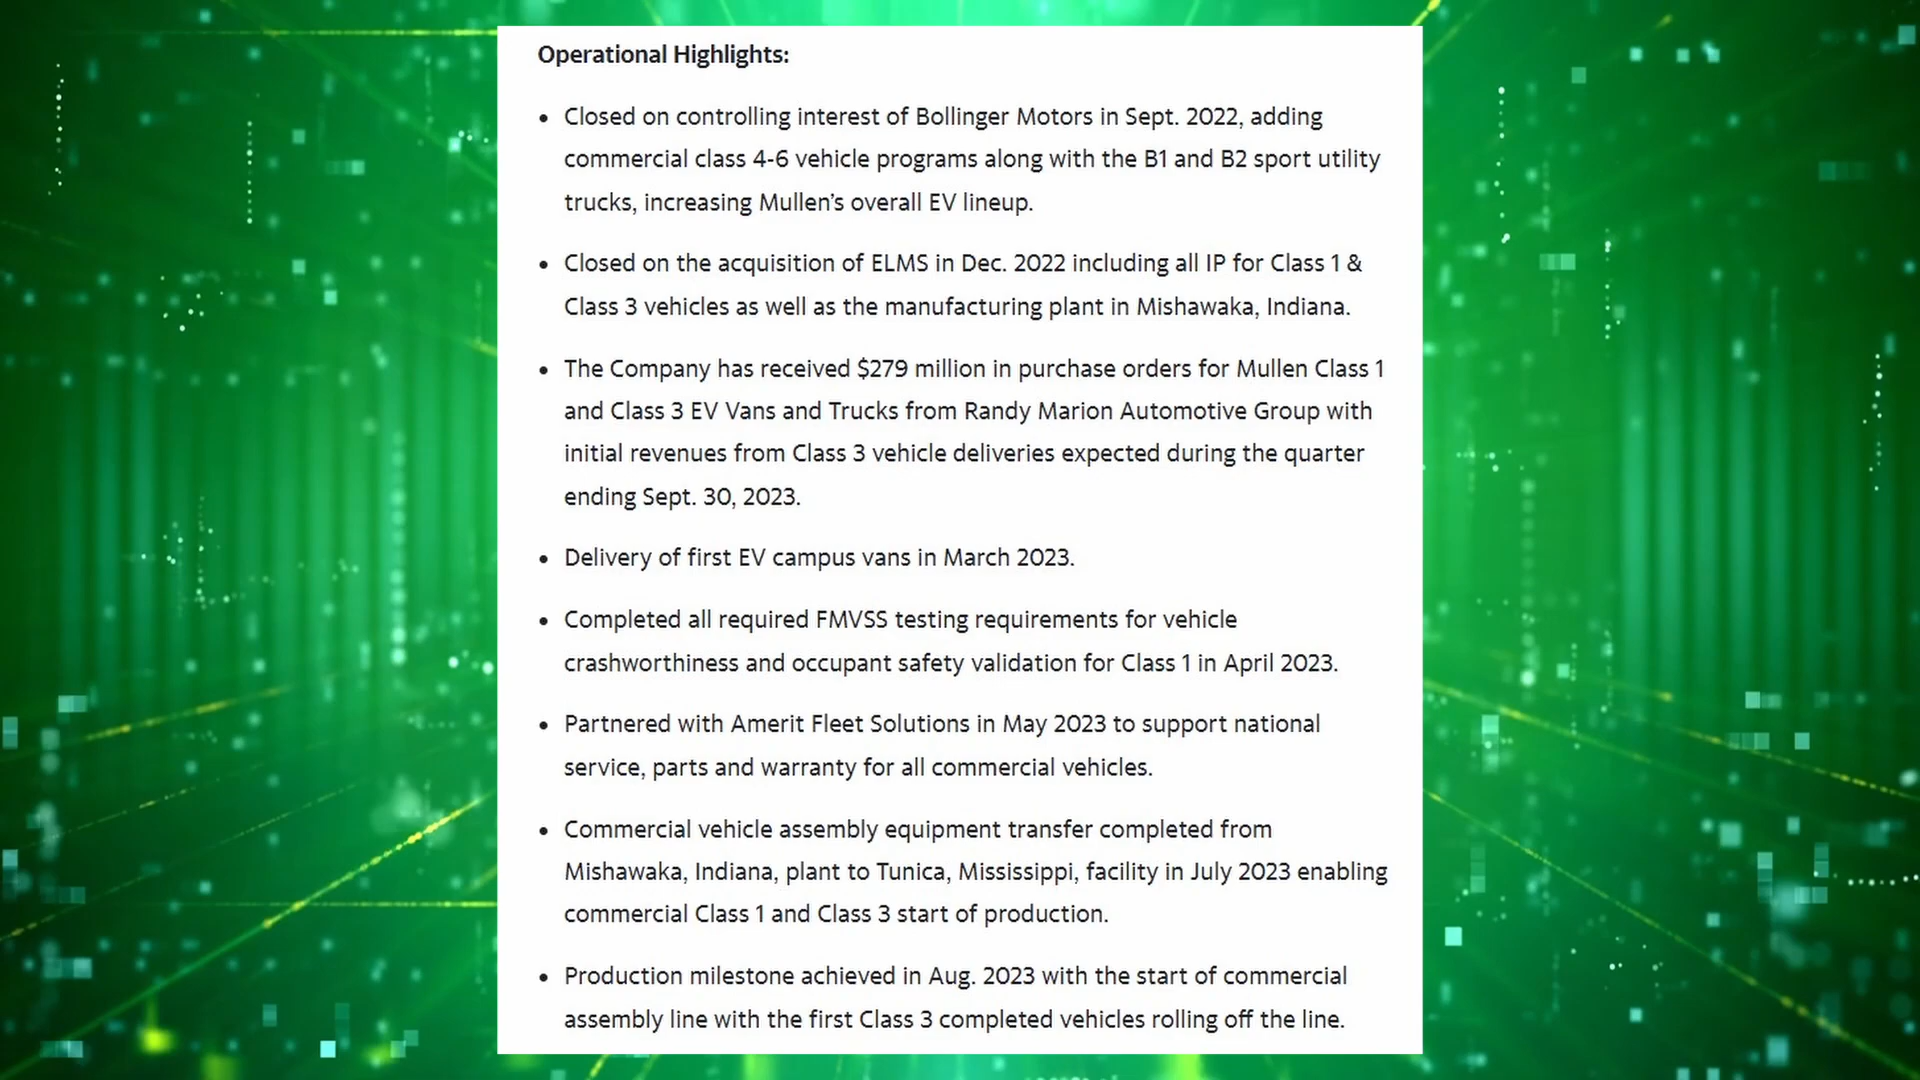 Operational Highlights:
• Closed on controlling interest of Bollinger Motors in Sept. 2022, adding
commercial class 4-6 vehicle programs along with the B1 and B2 sport utility
trucks, increasing Mullen’s overall EV lineup.
• Closed on the acquisition of ELMS in Dec. 2022 including all IP for Class 1 &
Class 3 vehicles as well as the manufacturing plant in Mishawaka, Indiana.
• The Company has received $279 million in purchase orders for Mullen Class 1
and Class 3 EV Vans and Trucks from Randy Marion Automotive Group with
initial revenues from Class 3 vehicle deliveries expected during the quarter
ending Sept. 30, 2023.
• Delivery of first EV campus vans in March 2023.
• Completed all required FMVSS testing requirements for vehicle
crashworthiness and occupant safety validation for Class 1 in April 2023.
• Partnered with Amerit Fleet Solutions in May 2023 to support national
service, parts and warranty for all commercial vehicles.
• Commercial vehicle assembly equipment transfer completed from
Mishawaka, Indiana, plant to Tunica, Mississippi, facility in July 2023 enabling
commercial Class 1 and Class 3 start of production.
• Production milestone achieved in Aug. 2023 with the start of commercial
assembly line with the first Class 3 completed vehicles rolling off the line.